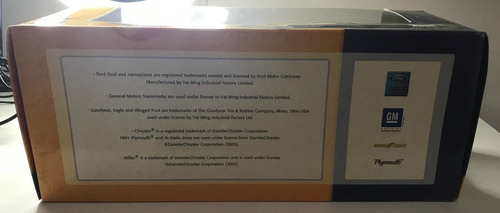 • Ford Oval and nameplates are registered trademarks owned and licensed by Ford Motor Company.
Manufactured by Yat Ming Industrial Factory Limited.
• General Motors Trademarks are used under license to Yat Ming Industrial Factory Limited.
• Goodyear, Eagle and Winged Foot are trademarks of The Goodyear Tire & Rubber Company, Akron, Ohio USA
used under license by Yat Ming Industrial Factory Ltd.
• Chrysler® is a registered trademark of DaimlerChrysler Corporation.
1941 Plymouth® and its trade dress are used under license from DaimlerChrysler
©DaimlerChrysler Corporation (2005)
• Willys® is a trademark of DaimlerChrysler Corporation and is used under license.
©DaimlerChrysler Corporation (2005)
Ford
GM
GOODYEAR
Plymouth